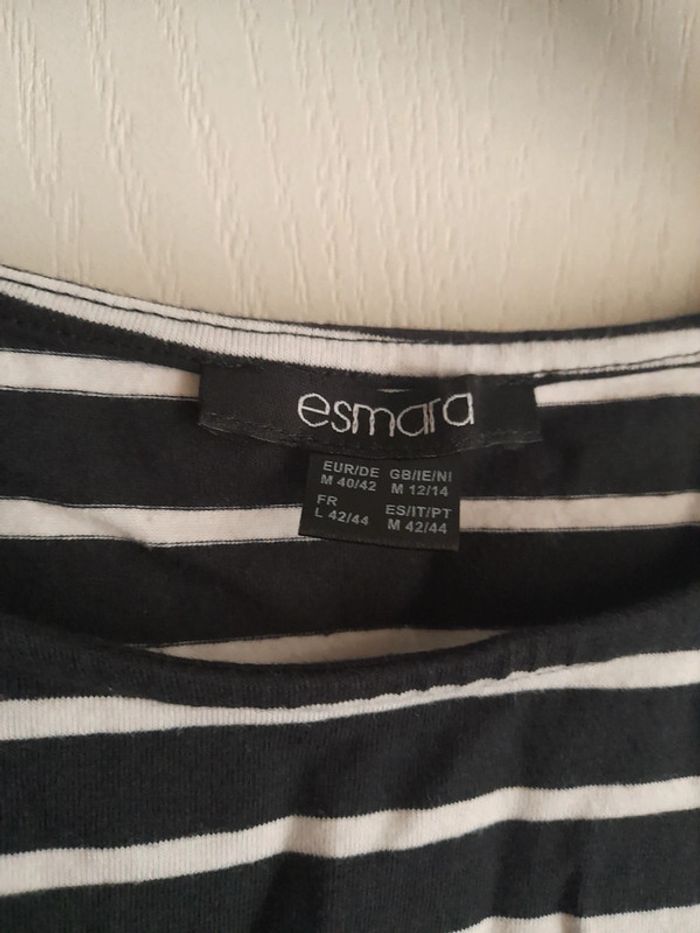 esmara
EUR/DE GB/IE/NI
M 40/42 M 12/14
FR ES/IT/PT
L 42/44 M 42/44